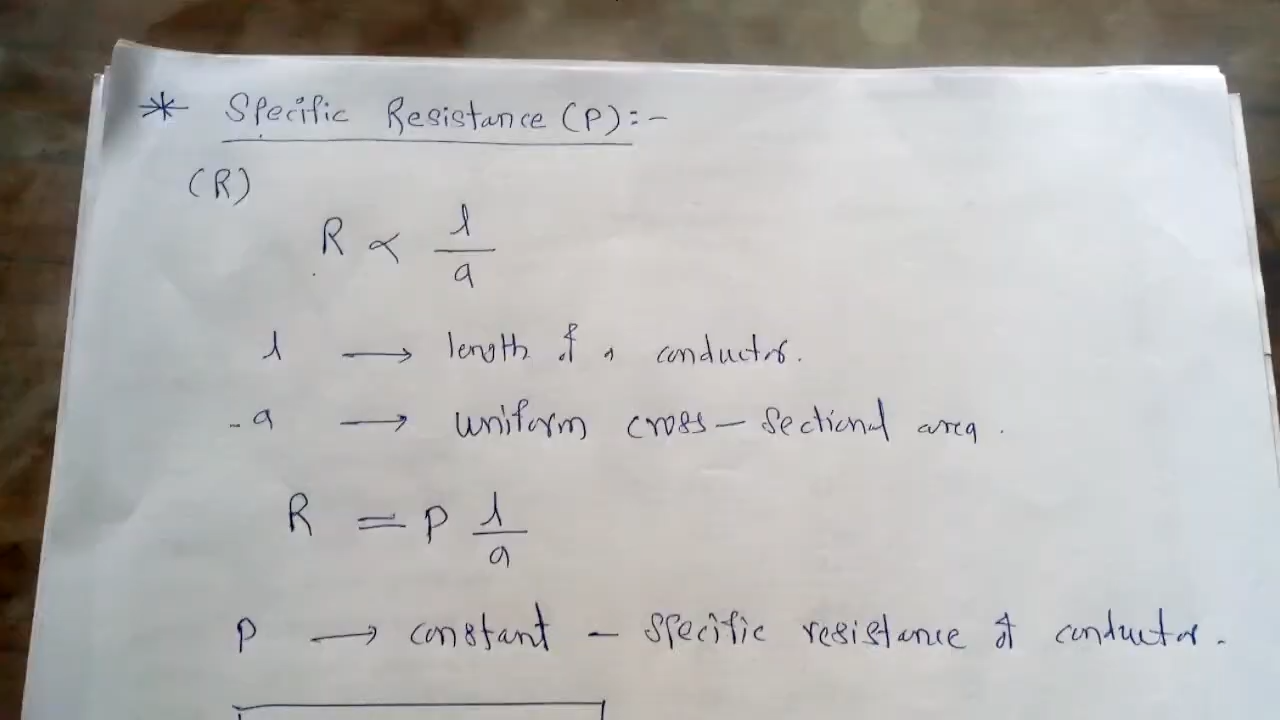 * Specific Resistance (ρ):-
(R)
R ∝ l/a
l → length of a conductor.
a → uniform cross-sectional area.
R = ρ l/a
ρ → constant - specific resistance of conductor.